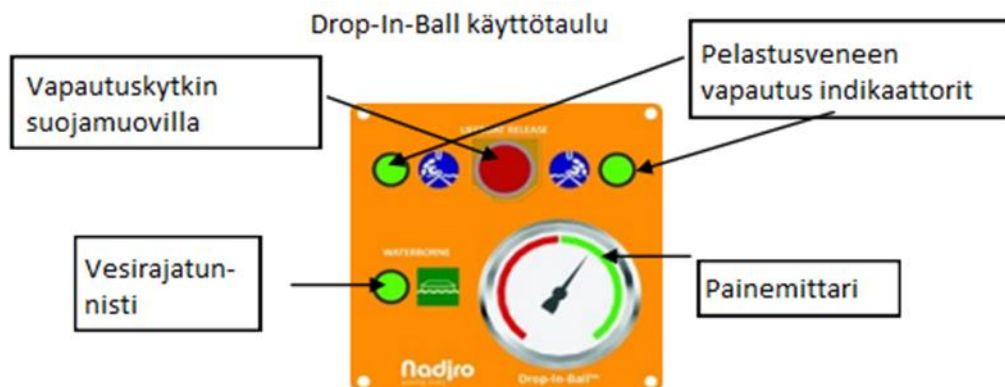 Drop-In-Ball käyttötaulu
Vapautuskytkin
suojamuovilla
Pelastusveneen
vapautus indikaattorit
LIFEBOAT RELEASE
WATERBORNE
Vesirajatun-
nisti
Painemittari
Nadiro
Drop-In-Ball™